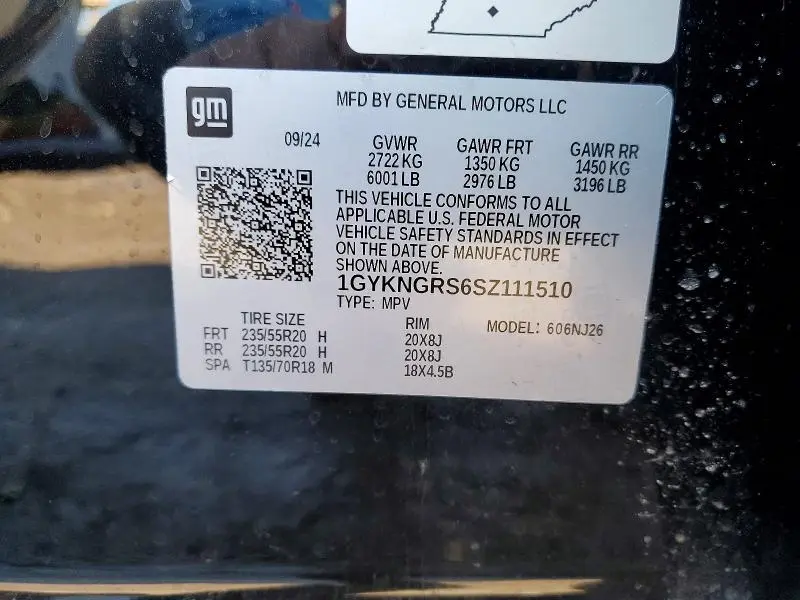 gm
MFD BY GENERAL MOTORS LLC
09/24
GVWR GAWR FRT GAWR RR
2722 KG 1350 KG 1450 KG
6001 LB 2976 LB 3196 LB
THIS VEHICLE CONFORMS TO ALL
APPLICABLE U.S. FEDERAL MOTOR
VEHICLE SAFETY STANDARDS IN EFFECT
ON THE DATE OF MANUFACTURE
SHOWN ABOVE.
1GYKNGRS6SZ111510
TYPE: MPV
TIRE SIZE RIM MODEL: 606NJ26
FRT 235/55R20 H 20X8J
RR 235/55R20 H 20X8J
SPA T135/70R18 M 18X4.5B